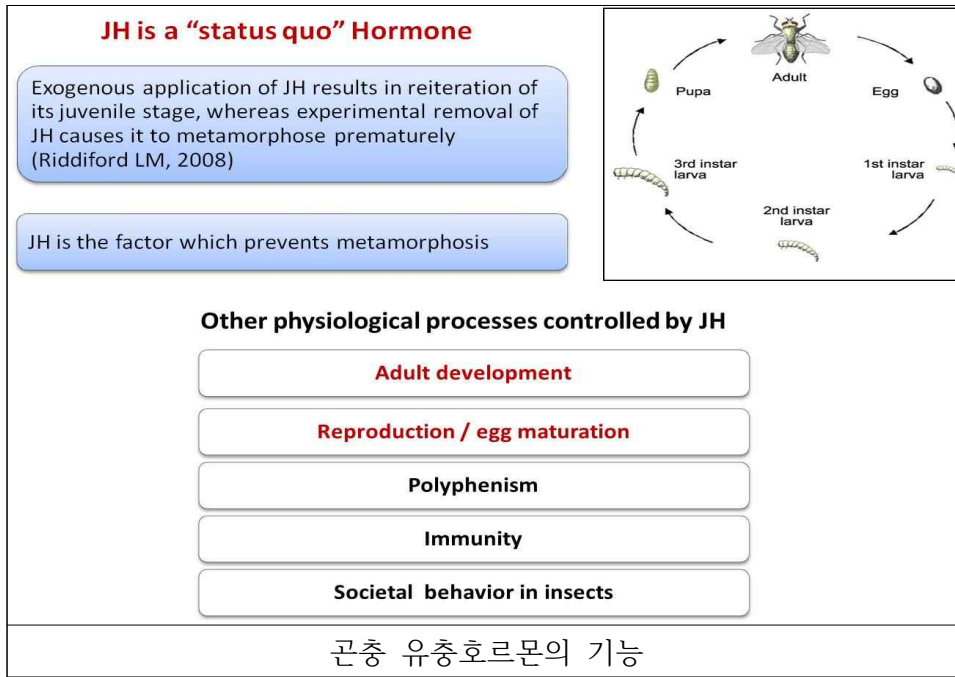 JH is a “status quo” Hormone
Exogenous application of JH results in reiteration of
its juvenile stage, whereas experimental removal of
JH causes it to metamorphose prematurely
(Riddiford LM, 2008)
JH is the factor which prevents metamorphosis
Adult
Pupa
Egg
3rd instar
larva
1st instar
larva
2nd instar
larva
Other physiological processes controlled by JH
Adult development
Reproduction / egg maturation
Polyphenism
Immunity
Societal behavior in insects
곤충 유충호르몬의 기능